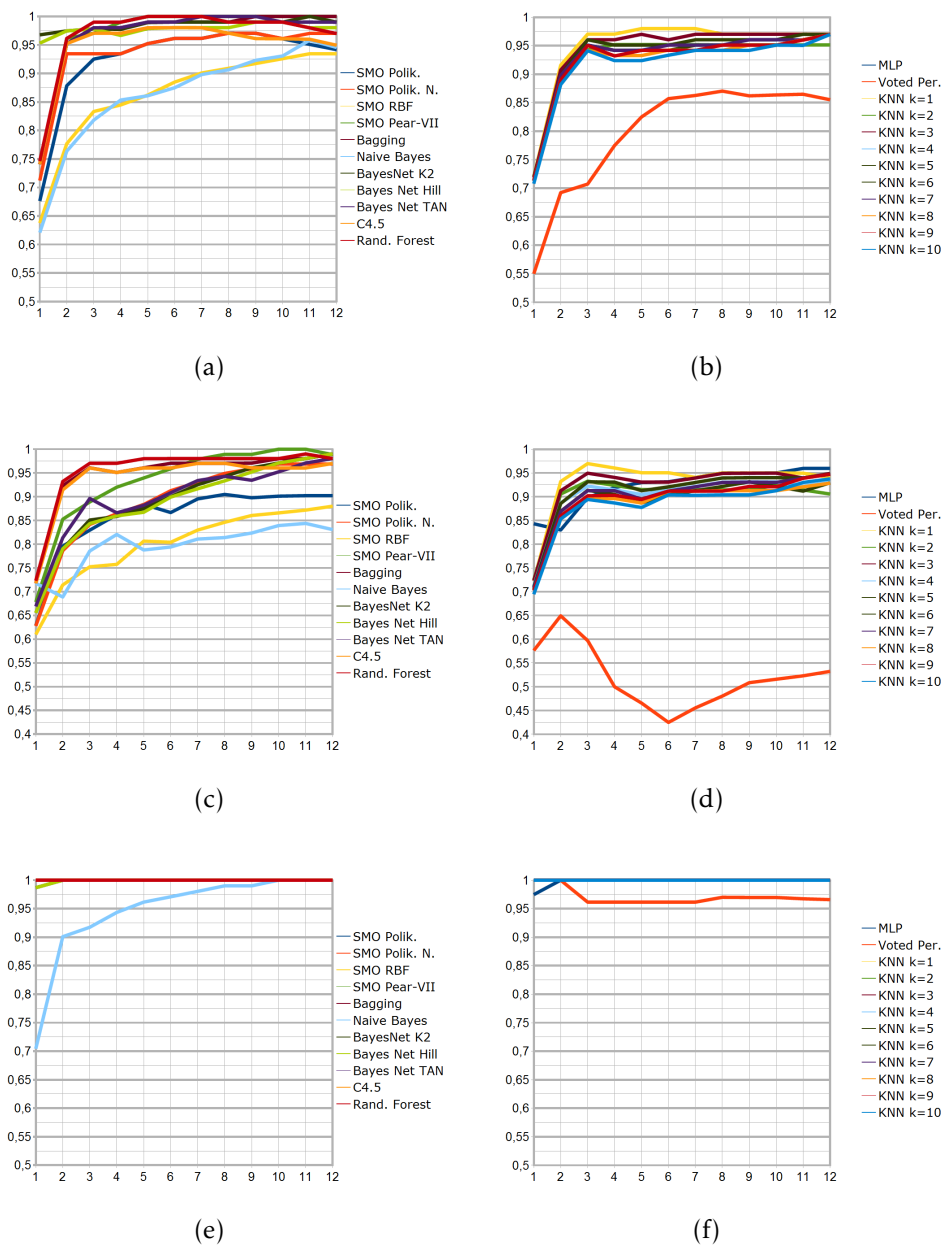 1
0,95
0,9
0,85
0,8
0,75
0,7
0,65
0,6
0,55
0,5
1 2 3 4 5 6 7 8 9 10 11 12
SMO Polik.
SMO Polik. N.
SMO RBF
SMO Pear-VII
Bagging
Naive Bayes
BayesNet K2
Bayes Net Hill
Bayes Net TAN
C4.5
Rand. Forest
(a)
1
0,95
0,9
0,85
0,8
0,75
0,7
0,65
0,6
0,55
0,5
1 2 3 4 5 6 7 8 9 10 11 12
MLP
Voted Per.
KNN k=1
KNN k=2
KNN k=3
KNN k=4
KNN k=5
KNN k=6
KNN k=7
KNN k=8
KNN k=9
KNN k=10
(b)
1
0,95
0,9
0,85
0,8
0,75
0,7
0,65
0,6
0,55
0,5
0,45
0,4
1 2 3 4 5 6 7 8 9 10 11 12
SMO Polik.
SMO Polik. N.
SMO RBF
SMO Pear-VII
Bagging
Naive Bayes
BayesNet K2
Bayes Net Hill
Bayes Net TAN
C4.5
Rand. Forest
(c)
1
0,95
0,9
0,85
0,8
0,75
0,7
0,65
0,6
0,55
0,5
0,45
0,4
1 2 3 4 5 6 7 8 9 10 11 12
MLP
Voted Per.
KNN k=1
KNN k=2
KNN k=3
KNN k=4
KNN k=5
KNN k=6
KNN k=7
KNN k=8
KNN k=9
KNN k=10
(d)
1
0,95
0,9
0,85
0,8
0,75
0,7
0,65
0,6
0,55
0,5
1 2 3 4 5 6 7 8 9 10 11 12
SMO Polik.
SMO Polik. N.
SMO RBF
SMO Pear-VII
Bagging
Naive Bayes
BayesNet K2
Bayes Net Hill
Bayes Net TAN
C4.5
Rand. Forest
(e)
1
0,95
0,9
0,85
0,8
0,75
0,7
0,65
0,6
0,55
0,5
1 2 3 4 5 6 7 8 9 10 11 12
MLP
Voted Per.
KNN k=1
KNN k=2
KNN k=3
KNN k=4
KNN k=5
KNN k=6
KNN k=7
KNN k=8
KNN k=9
KNN k=10
(f)